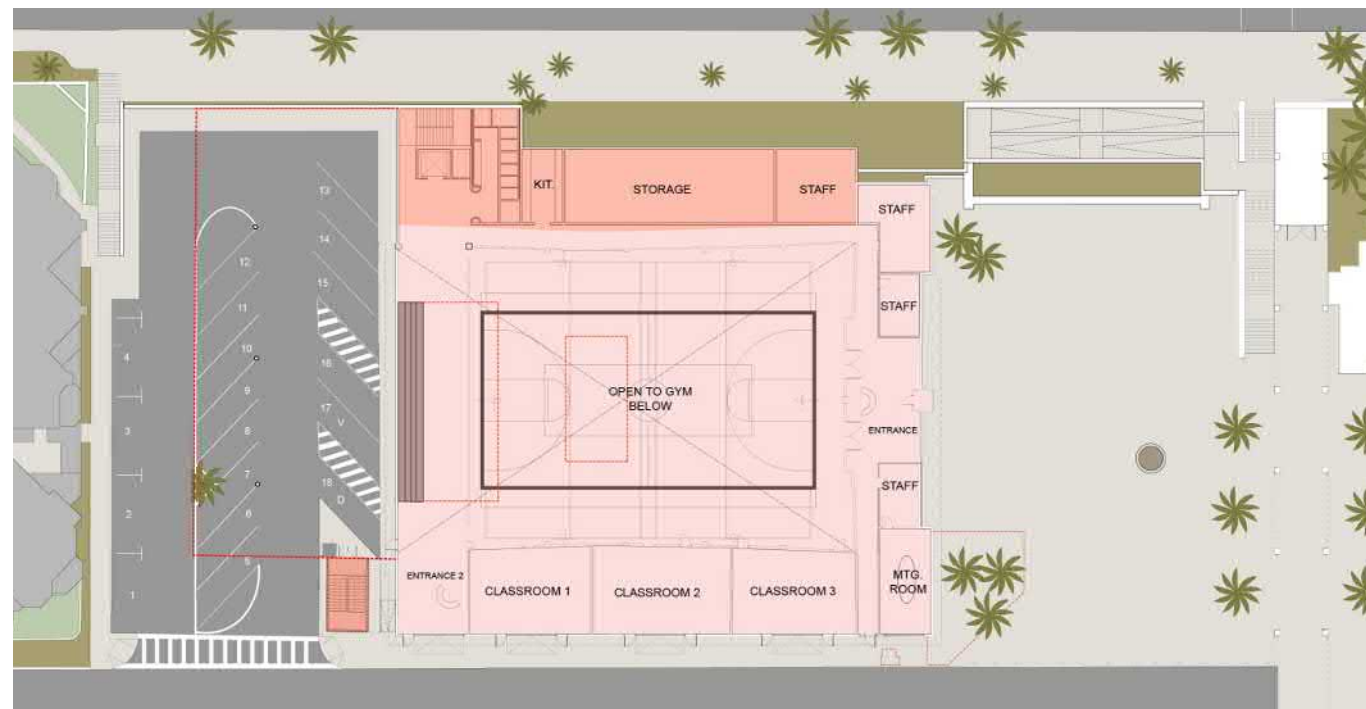 KIT.
STORAGE
STAFF
STAFF
STAFF
OPEN TO GYM
BELOW
ENTRANCE
STAFF
ENTRANCE 2
CLASSROOM 1
CLASSROOM 2
CLASSROOM 3
MTG.
ROOM
13
14
12
15
11
4
10
16
9
17
3
8
V
7
18
2
6
D
5
1